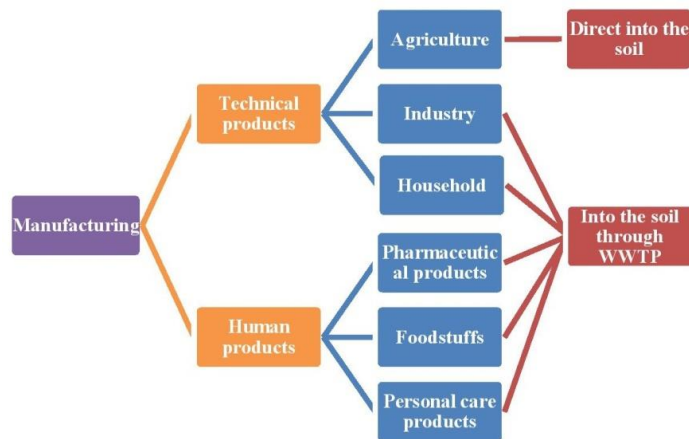 Manufacturing
Technical
products
Human
products
Agriculture
Industry
Household
Pharmaceutic
al products
Foodstuffs
Personal care
products
Direct into the
soil
Into the soil
through
WWTP